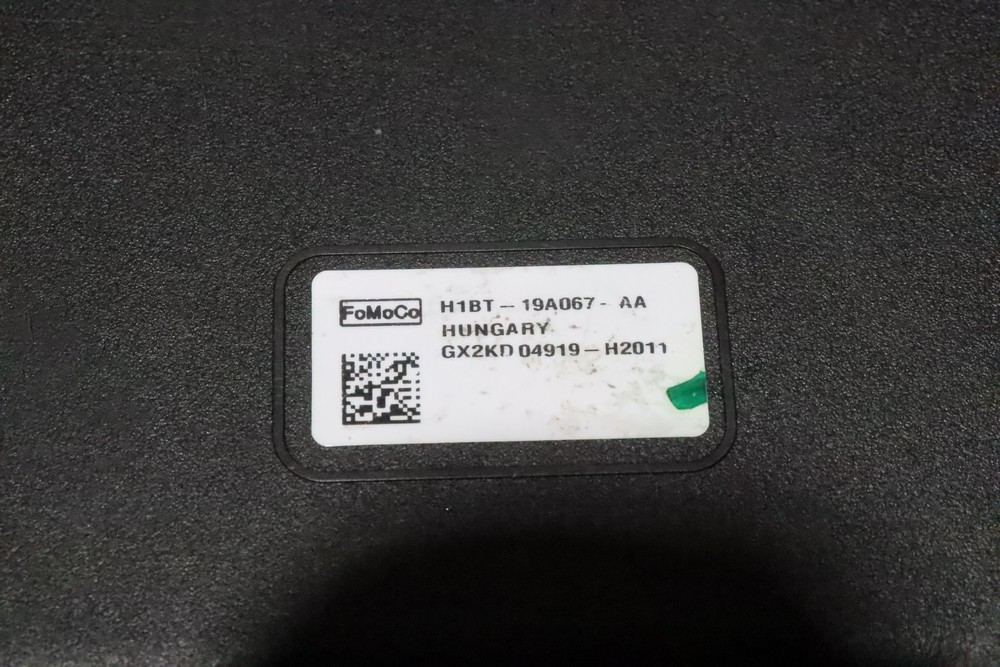 FoMoCo
H1BT - 19A067 - AA
HUNGARY
GX2KD 04919 - H2011